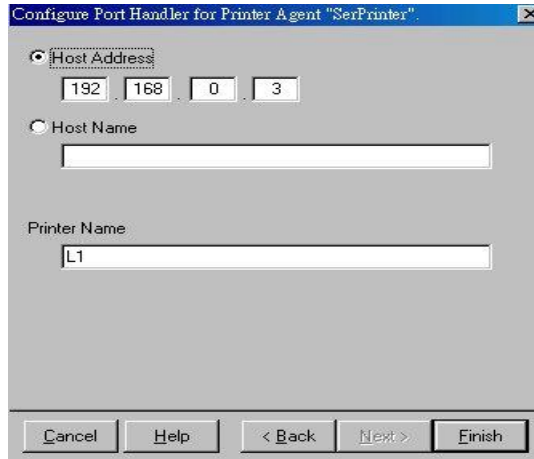 Configure Port Handler for Printer Agent "SerPrinter".
Host Address
192 . 168 . 0 . 3
Host Name
Printer Name
L1
Cancel Help < Back Next > Finish